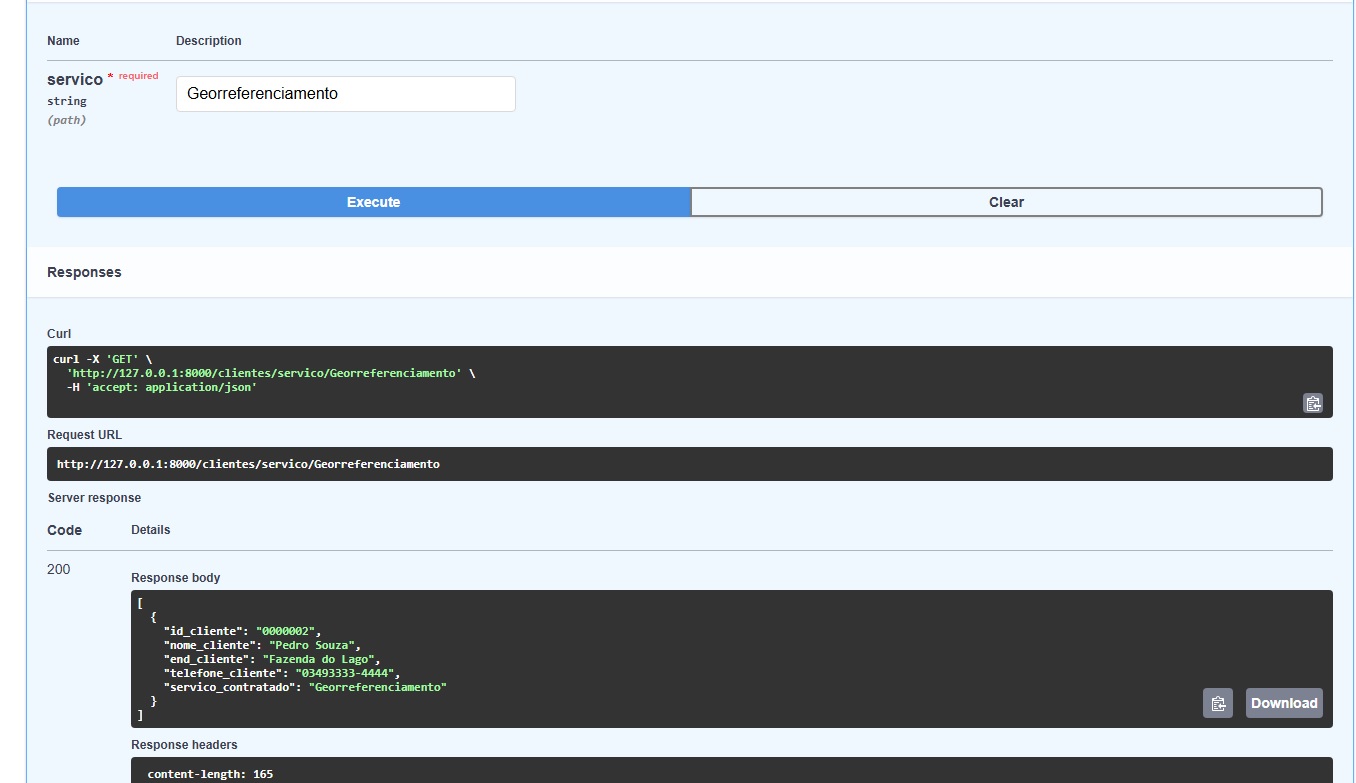 Name Description
servico * required
string
(path)
Georreferenciamento
Execute Clear
Responses
Curl
curl -X 'GET' \
  'http://127.0.0.1:8000/clientes/servico/Georreferenciamento' \
  -H 'accept: application/json'
Request URL
http://127.0.0.1:8000/clientes/servico/Georreferenciamento
Server response
Code Details
200
Response body
[
  {
    "id_cliente": "0000002",
    "nome_cliente": "Pedro Souza",
    "end_cliente": "Fazenda do Lago",
    "telefone_cliente": "03493333-4444",
    "servico_contratado": "Georreferenciamento"
  }
]
Download
Response headers
content-length: 165